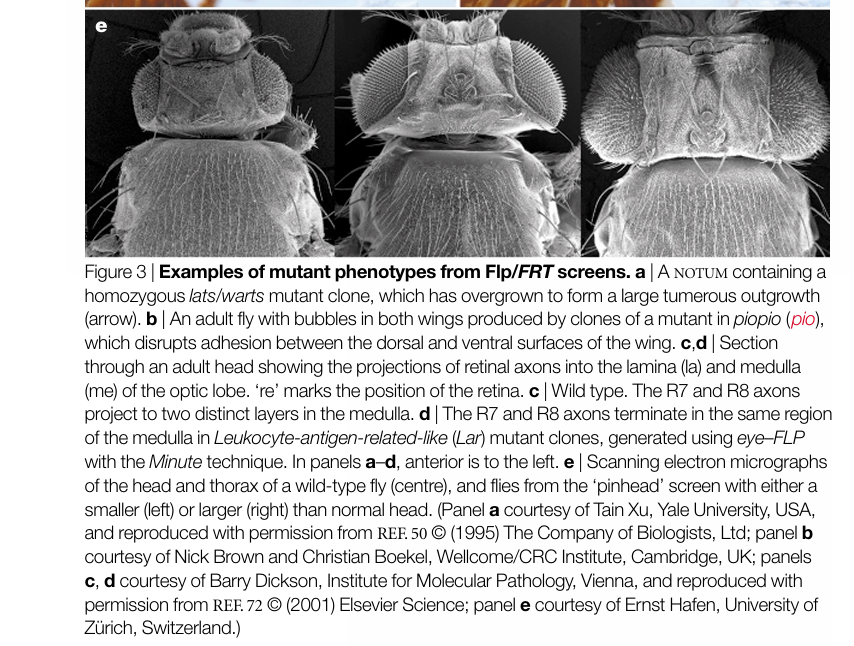 e
Figure 3 | Examples of mutant phenotypes from Flp/FRT screens. a | A NOTUM containing a
homozygous lats/warts mutant clone, which has overgrown to form a large tumerous outgrowth
(arrow). b | An adult fly with bubbles in both wings produced by clones of a mutant in piopio (pio),
which disrupts adhesion between the dorsal and ventral surfaces of the wing. c,d | Section
through an adult head showing the projections of retinal axons into the lamina (la) and medulla
(me) of the optic lobe. ‘re’ marks the position of the retina. c | Wild type. The R7 and R8 axons
project to two distinct layers in the medulla. d | The R7 and R8 axons terminate in the same region
of the medulla in Leukocyte-antigen-related-like (Lar) mutant clones, generated using eye–FLP
with the Minute technique. In panels a–d, anterior is to the left. e | Scanning electron micrographs
of the head and thorax of a wild-type fly (centre), and flies from the ‘pinhead’ screen with either a
smaller (left) or larger (right) than normal head. (Panel a courtesy of Tain Xu, Yale University, USA,
and reproduced with permission from REF. 50 © (1995) The Company of Biologists, Ltd; panel b
courtesy of Nick Brown and Christian Boekel, Wellcome/CRC Institute, Cambridge, UK; panels
c, d courtesy of Barry Dickson, Institute for Molecular Pathology, Vienna, and reproduced with
permission from REF. 72 © (2001) Elsevier Science; panel e courtesy of Ernst Hafen, University of
Zürich, Switzerland.)